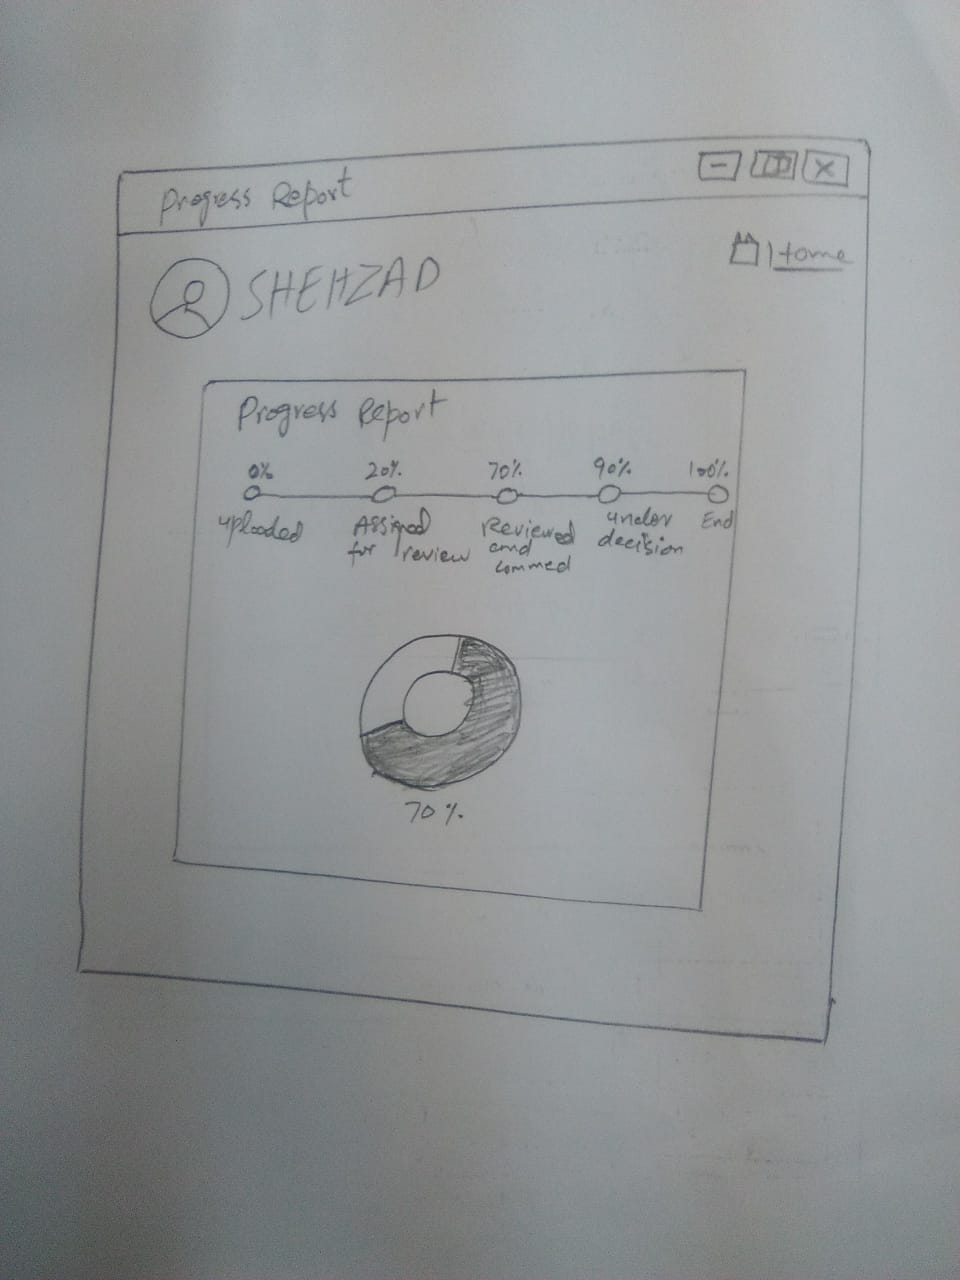 Progress Report
Home
SHEHZAD
Progress Report
0% 20% 70% 90% 100%
uploaded
Assigned
for review
Reviewed
and
commed
under
decision
End
70%